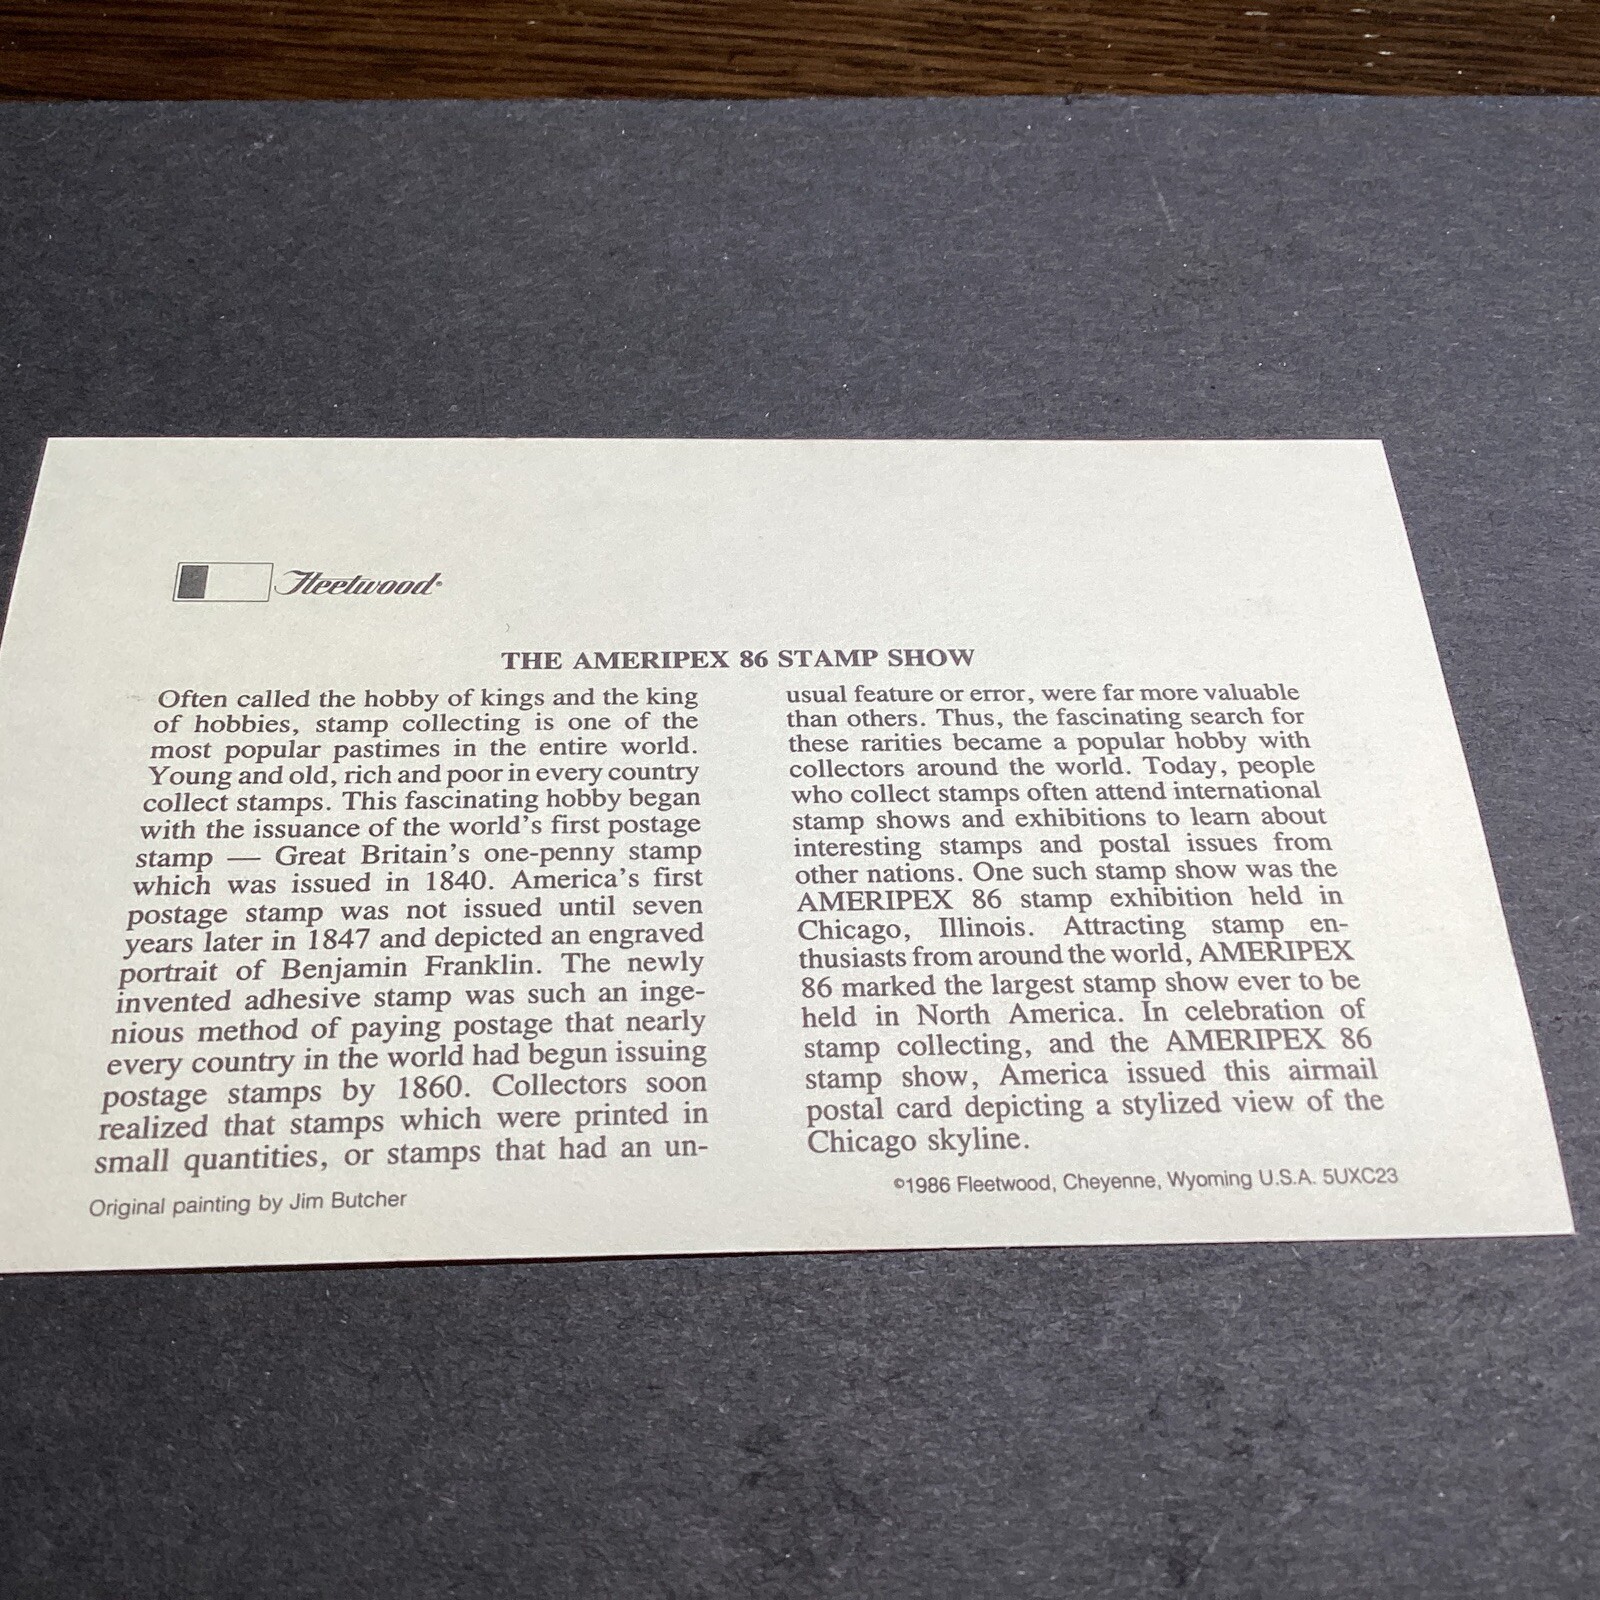 Fleetwood®
THE AMERIPEX 86 STAMP SHOW
Often called the hobby of kings and the king
of hobbies, stamp collecting is one of the
most popular pastimes in the entire world.
Young and old, rich and poor in every country
collect stamps. This fascinating hobby began
with the issuance of the world's first postage
stamp — Great Britain's one-penny stamp
which was issued in 1840. America's first
postage stamp was not issued until seven
years later in 1847 and depicted an engraved
portrait of Benjamin Franklin. The newly
invented adhesive stamp was such an inge-
nious method of paying postage that nearly
every country in the world had begun issuing
postage stamps by 1860. Collectors soon
realized that stamps which were printed in
small quantities, or stamps that had an un-
usual feature or error, were far more valuable
than others. Thus, the fascinating search for
these rarities became a popular hobby with
collectors around the world. Today, people
who collect stamps often attend international
stamp shows and exhibitions to learn about
interesting stamps and postal issues from
other nations. One such stamp show was the
AMERIPEX 86 stamp exhibition held in
Chicago, Illinois. Attracting stamp en-
thusiasts from around the world, AMERIPEX
86 marked the largest stamp show ever to be
held in North America. In celebration of
stamp collecting, and the AMERIPEX 86
stamp show, America issued this airmail
postal card depicting a stylized view of the
Chicago skyline.
Original painting by Jim Butcher
©1986 Fleetwood, Cheyenne, Wyoming U.S.A. 5UXC23